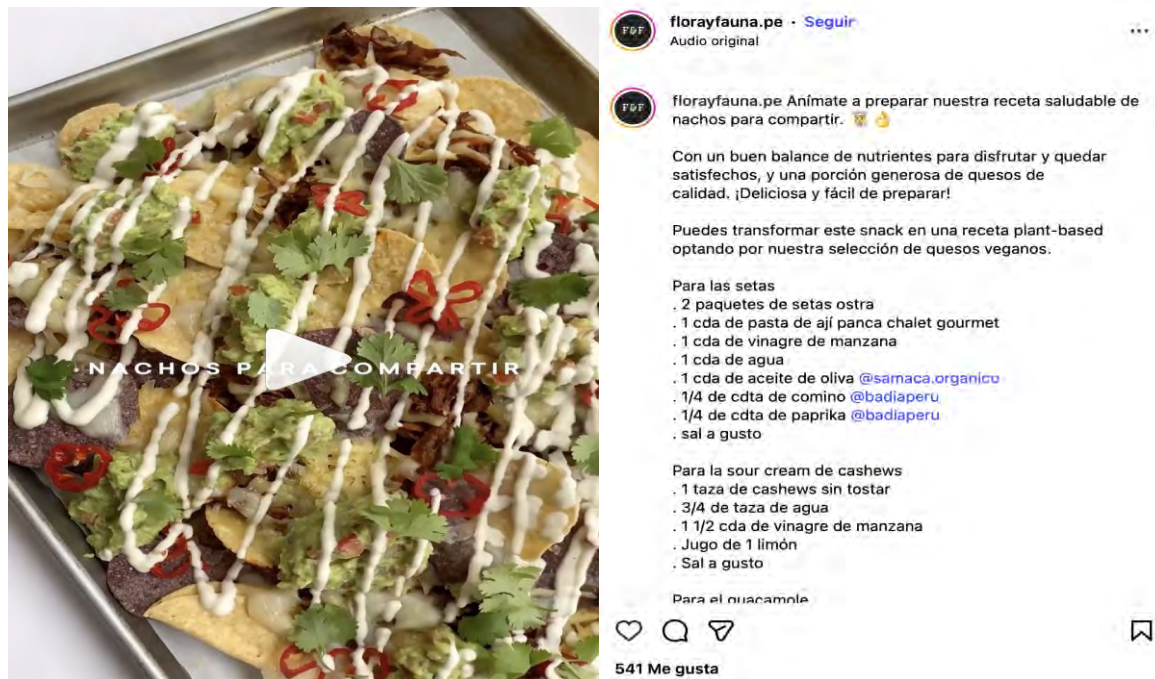 NACHOS PARA COMPARTIR
F&F
florayfauna.pe · Seguir
Audio original
F&F
florayfauna.pe Anímate a preparar nuestra receta saludable de
nachos para compartir.
Con un buen balance de nutrientes para disfrutar y quedar
satisfechos, y una porción generosa de quesos de
calidad. ¡Deliciosa y fácil de preparar!
Puedes transformar este snack en una receta plant-based
optando por nuestra selección de quesos veganos.
Para las setas
. 2 paquetes de setas ostra
. 1 cda de pasta de ají panca chalet gourmet
. 1 cda de vinagre de manzana
. 1 cda de agua
. 1 cda de aceite de oliva @samaca.organico
. 1/4 de cdta de comino @badiaperu
. 1/4 de cdta de paprika @badiaperu
. sal a gusto
Para la sour cream de cashews
. 1 taza de cashews sin tostar
. 3/4 de taza de agua
. 1 1/2 cda de vinagre de manzana
. Jugo de 1 limón
. Sal a gusto
Para el guacamole
541 Me gusta